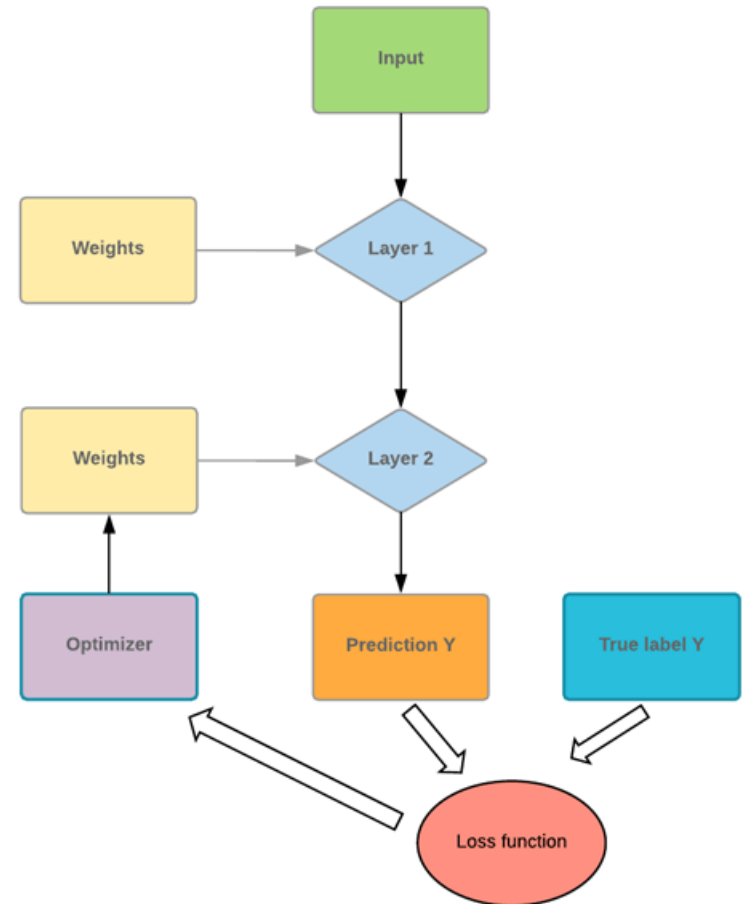 Input
Weights
Layer 1
Weights
Layer 2
Optimizer
Prediction Y
True label Y
Loss function